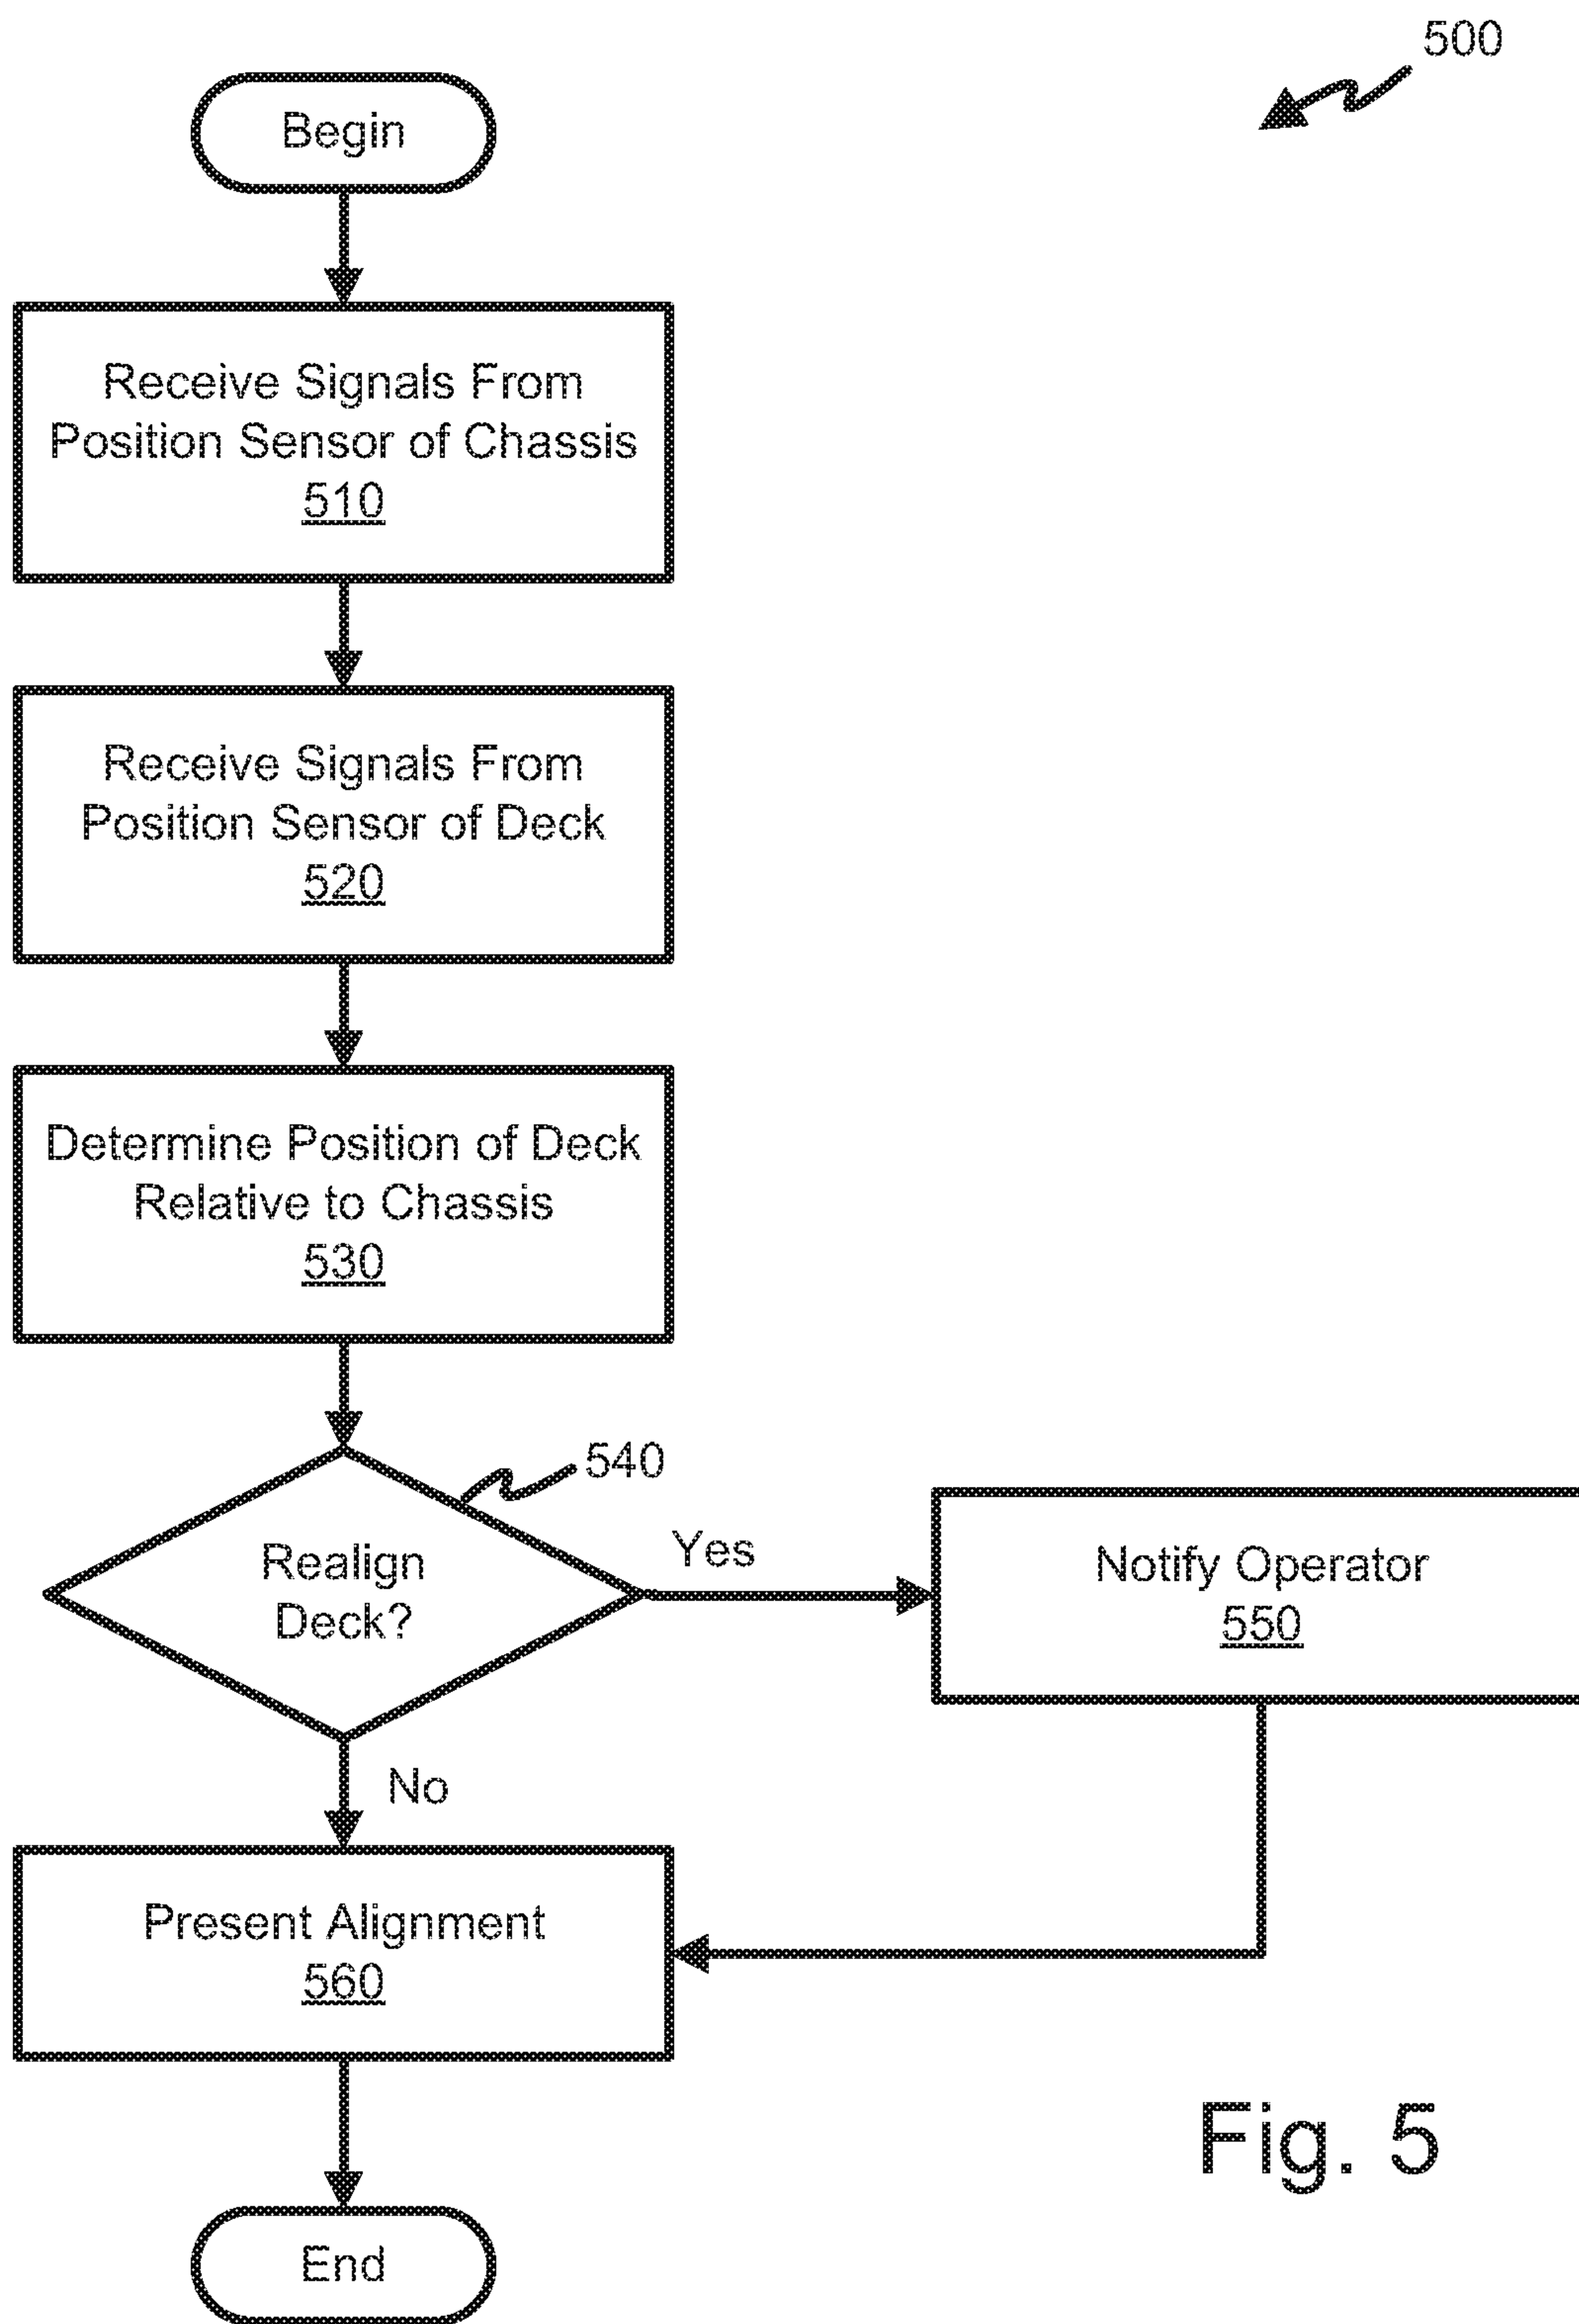 500
Begin
Receive Signals From
Position Sensor of Chassis
510
Receive Signals From
Position Sensor of Deck
520
Determine Position of Deck
Relative to Chassis
530
540
Realign
Deck?
Yes
Notify Operator
550
No
Present Alignment
560
End
Fig. 5